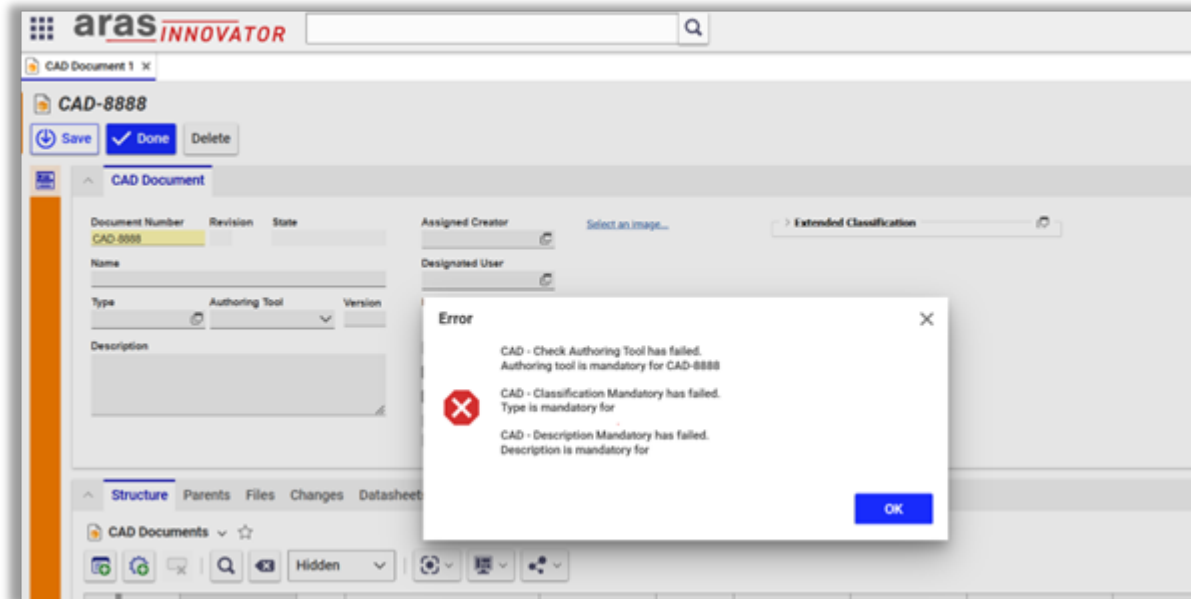 aras INNOVATOR
CAD Document 1 ×
CAD-8888
Save Done Delete
CAD Document
Document Number Revision State Assigned Creator Select an image... Extended Classification
CAD-8888
Name Designated User
Type Authoring Tool Version
Description
Error
CAD - Check Authoring Tool has failed.
Authoring tool is mandatory for CAD-8888
CAD - Classification Mandatory has failed.
Type is mandatory for
CAD - Description Mandatory has failed.
Description is mandatory for
OK
Structure Parents Files Changes Datasheet
CAD Documents
Hidden